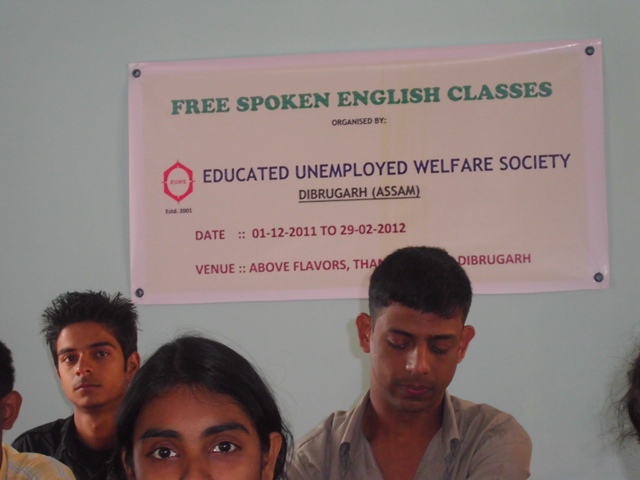 FREE SPOKEN ENGLISH CLASSES
ORGANISED BY:
EUWS
EDUCATED UNEMPLOYED WELFARE SOCIETY
Estd. 2001
DIBRUGARH (ASSAM)
DATE :: 01-12-2011 TO 29-02-2012
VENUE :: ABOVE FLAVORS, DIBRUGARH